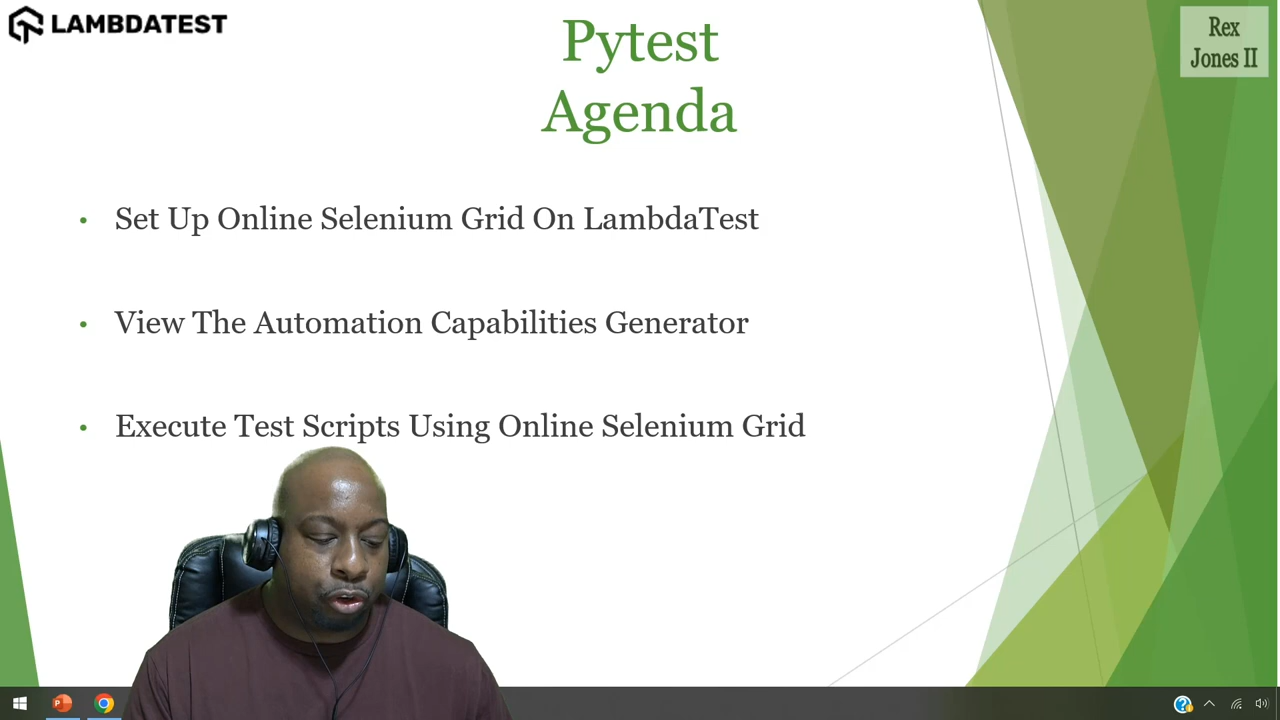 LAMBDATEST
Pytest
Agenda
Rex
Jones II
• Set Up Online Selenium Grid On LambdaTest
• View The Automation Capabilities Generator
• Execute Test Scripts Using Online Selenium Grid